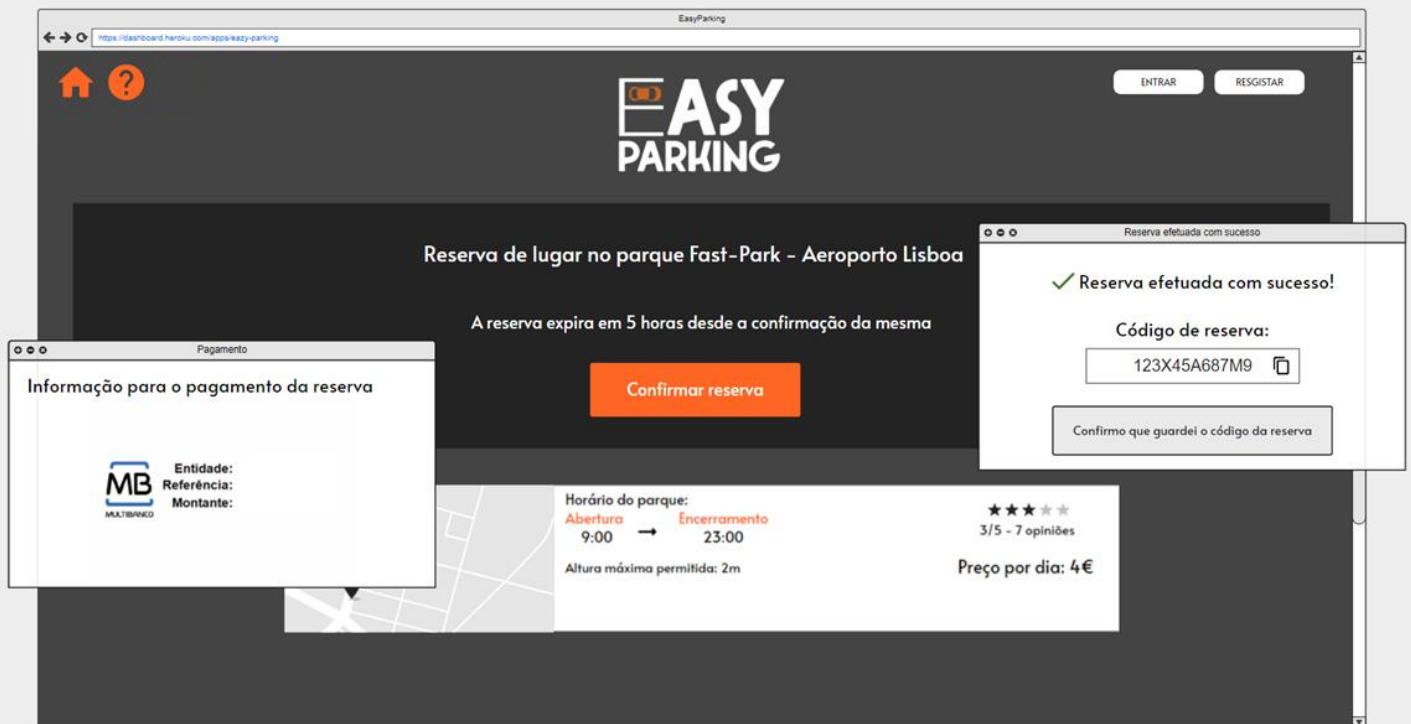 EasyParking
https://dashboard.heroku.com/apps/eazy-parking
EASY
PARKING
ENTRAR
RESGISTAR
Reserva de lugar no parque Fast-Park - Aeroporto Lisboa
A reserva expira em 5 horas desde a confirmação da mesma
Confirmar reserva
Pagamento
Informação para o pagamento da reserva
MB
MULTIBANCO
Entidade:
Referência:
Montante:
Reserva efetuada com sucesso
Reserva efetuada com sucesso!
Código de reserva:
123X45A687M9
Confirmo que guardei o código da reserva
Horário do parque:
Abertura Encerramento
9:00 → 23:00
Altura máxima permitida: 2m
★★★★★
3/5 - 7 opiniões
Preço por dia: 4€